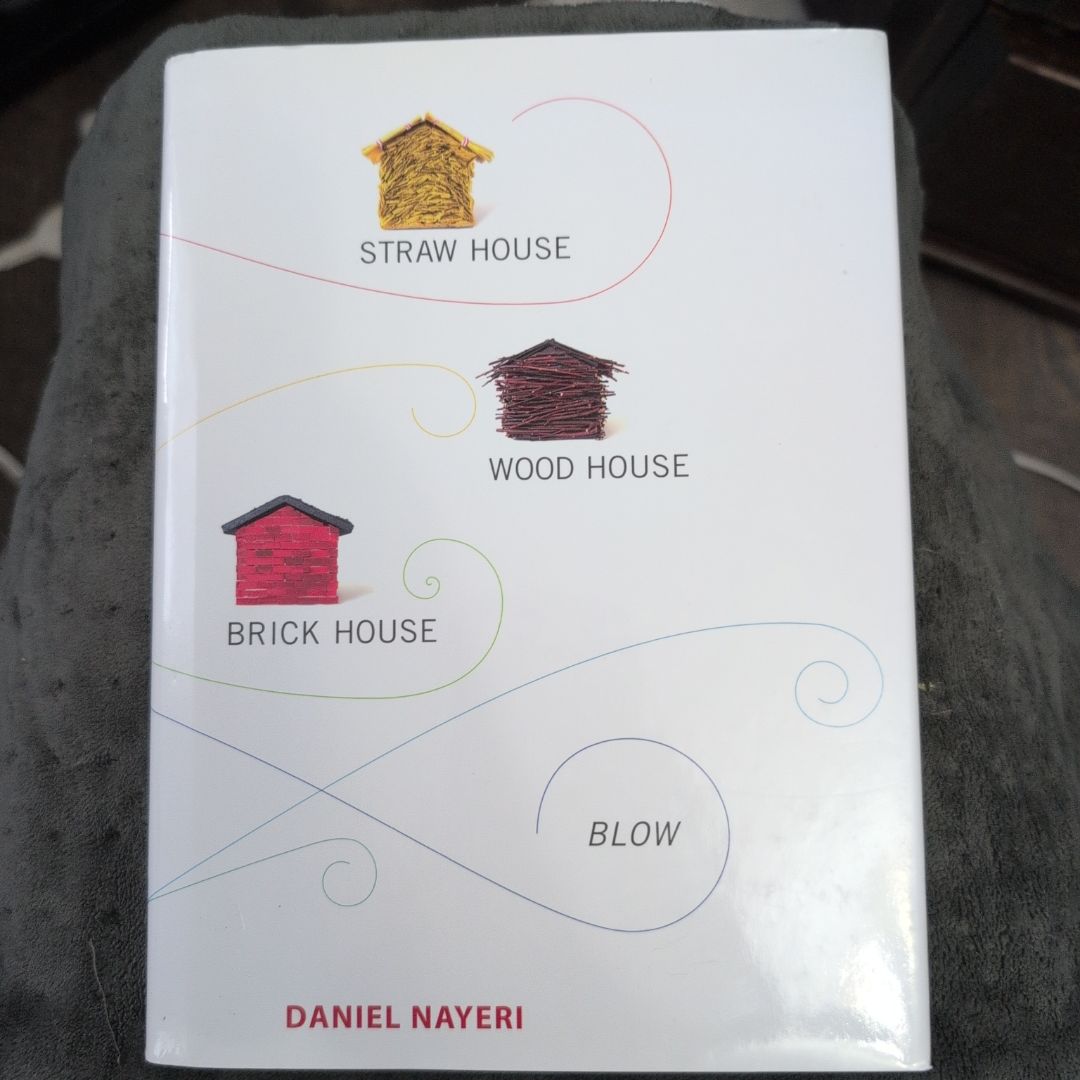 STRAW HOUSE
WOOD HOUSE
BRICK HOUSE
BLOW
DANIEL NAYERI